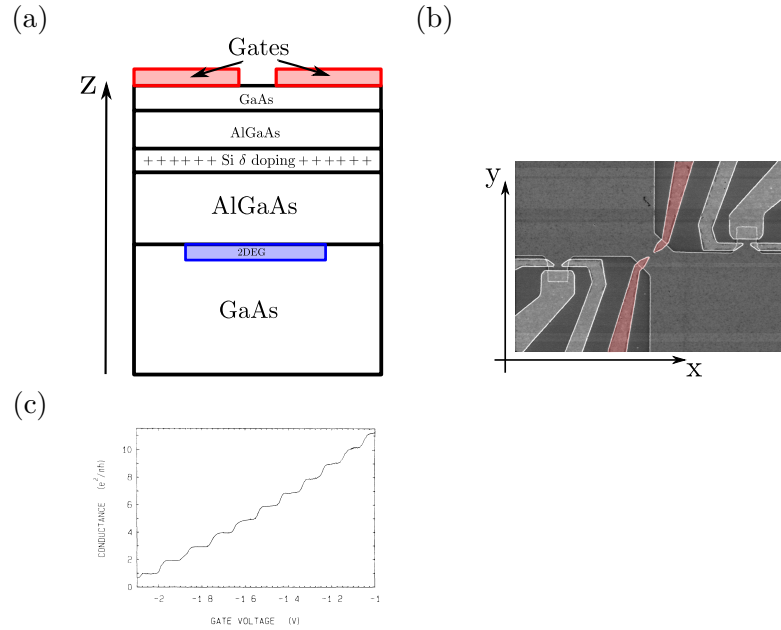 (a)
Gates
z
GaAs
AlGaAs
++++++ Si δ doping ++++++
AlGaAs
2DEG
GaAs
(b)
y
x
(c)
CONDUCTANCE (e²/πħ)
10
8
6
4
2
0
-2 -1 8 -1 6 -1 4 -1 2 -1
GATE VOLTAGE (V)